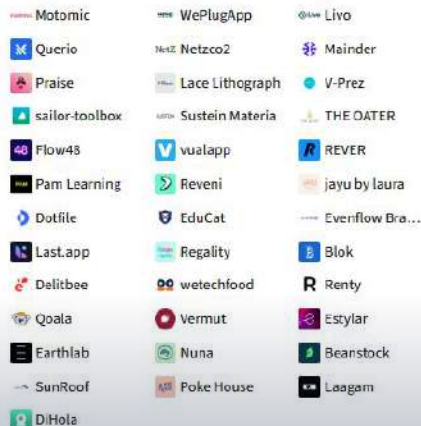 Motomic WePlugApp Livo
Querio NetZ Netzco2 Mainder
Praise Lace Lithograph V-Prez
sailor-toolbox Sustein Materia THE OATER
48 Flow48 V vualapp R REVER
Pam Learning Reveni jayu by laura
Dotfile EduCat Evenflow Bra...
Last.app Regality Blok
Delitbee wetechfood R Renty
Qoala Vermut Estylar
Earthlab Nuna Beanstock
SunRoof Poke House Laagam
DiHola